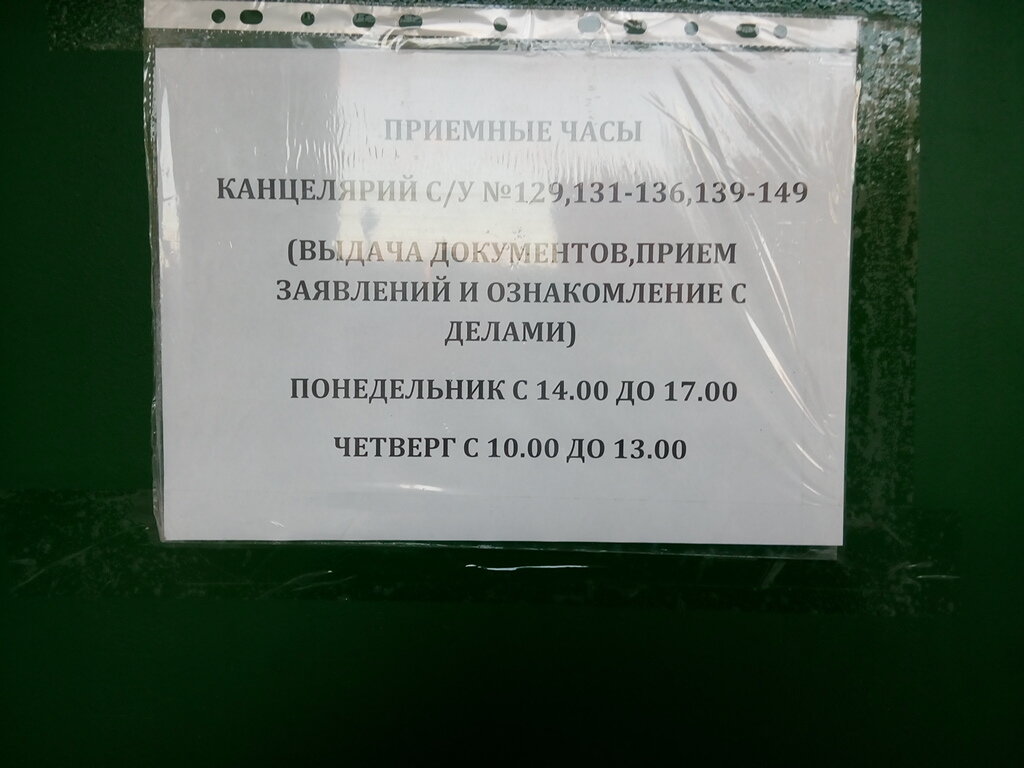 ПРИЕМНЫЕ ЧАСЫ
КАНЦЕЛЯРИЙ С/У №129,131-136,139-149
(ВЫДАЧА ДОКУМЕНТОВ,ПРИЕМ
ЗАЯВЛЕНИЙ И ОЗНАКОМЛЕНИЕ С
ДЕЛАМИ)
ПОНЕДЕЛЬНИК С 14.00 ДО 17.00
ЧЕТВЕРГ С 10.00 ДО 13.00